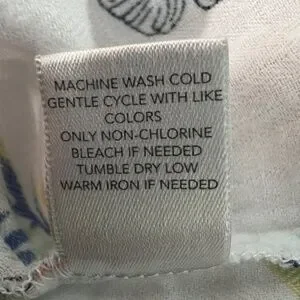 MACHINE WASH COLD
GENTLE CYCLE WITH LIKE
COLORS
ONLY NON-CHLORINE
BLEACH IF NEEDED
TUMBLE DRY LOW
WARM IRON IF NEEDED